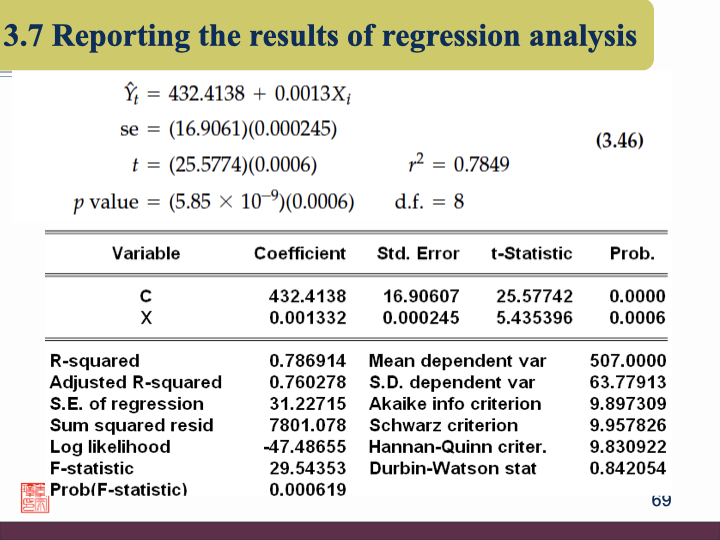 3.7 Reporting the results of regression analysis
Ŷt = 432.4138 + 0.0013Xi
se = (16.9061)(0.000245)
(3.46)
t = (25.5774)(0.0006) r² = 0.7849
p value = (5.85 × 10⁻⁹)(0.0006) d.f. = 8
Variable Coefficient Std. Error t-Statistic Prob.
C 432.4138 16.90607 25.57742 0.0000
X 0.001332 0.000245 5.435396 0.0006
R-squared 0.786914 Mean dependent var 507.0000
Adjusted R-squared 0.760278 S.D. dependent var 63.77913
S.E. of regression 31.22715 Akaike info criterion 9.897309
Sum squared resid 7801.078 Schwarz criterion 9.957826
Log likelihood -47.48655 Hannan-Quinn criter. 9.830922
F-statistic 29.54353 Durbin-Watson stat 0.842054
Prob(F-statistic) 0.000619
69